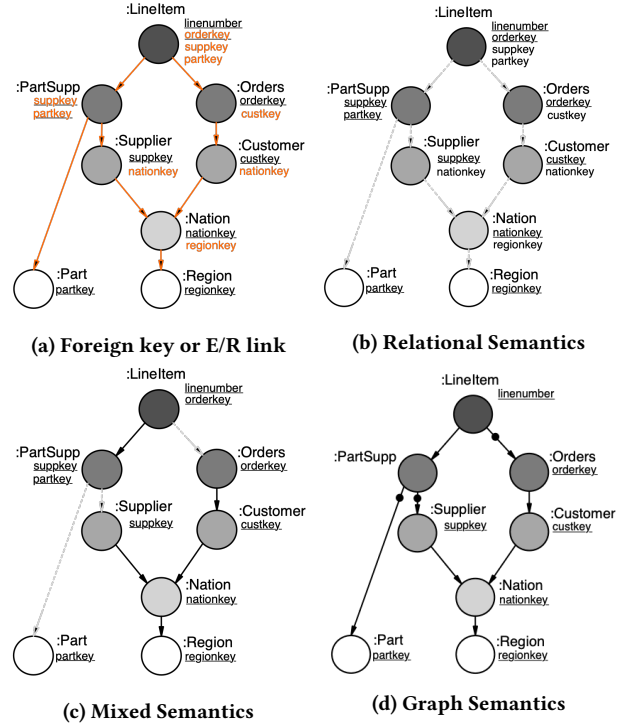 :LineItem
linenumber
orderkey
suppkey
partkey
:PartSupp
suppkey
partkey
:Orders
orderkey
custkey
:Supplier
suppkey
nationkey
:Customer
custkey
nationkey
:Nation
nationkey
regionkey
:Part
partkey
:Region
regionkey
(a) Foreign key or E/R link
:LineItem
linenumber
orderkey
suppkey
partkey
:PartSupp
suppkey
partkey
:Orders
orderkey
custkey
:Supplier
suppkey
nationkey
:Customer
custkey
nationkey
:Nation
nationkey
regionkey
:Part
partkey
:Region
regionkey
(b) Relational Semantics
:LineItem
linenumber
orderkey
:PartSupp
suppkey
partkey
:Orders
orderkey
:Supplier
suppkey
:Customer
custkey
:Nation
nationkey
:Part
partkey
:Region
regionkey
(c) Mixed Semantics
:LineItem
linenumber
:PartSupp
:Orders
orderkey
:Supplier
suppkey
:Customer
custkey
:Nation
nationkey
:Part
partkey
:Region
regionkey
(d) Graph Semantics